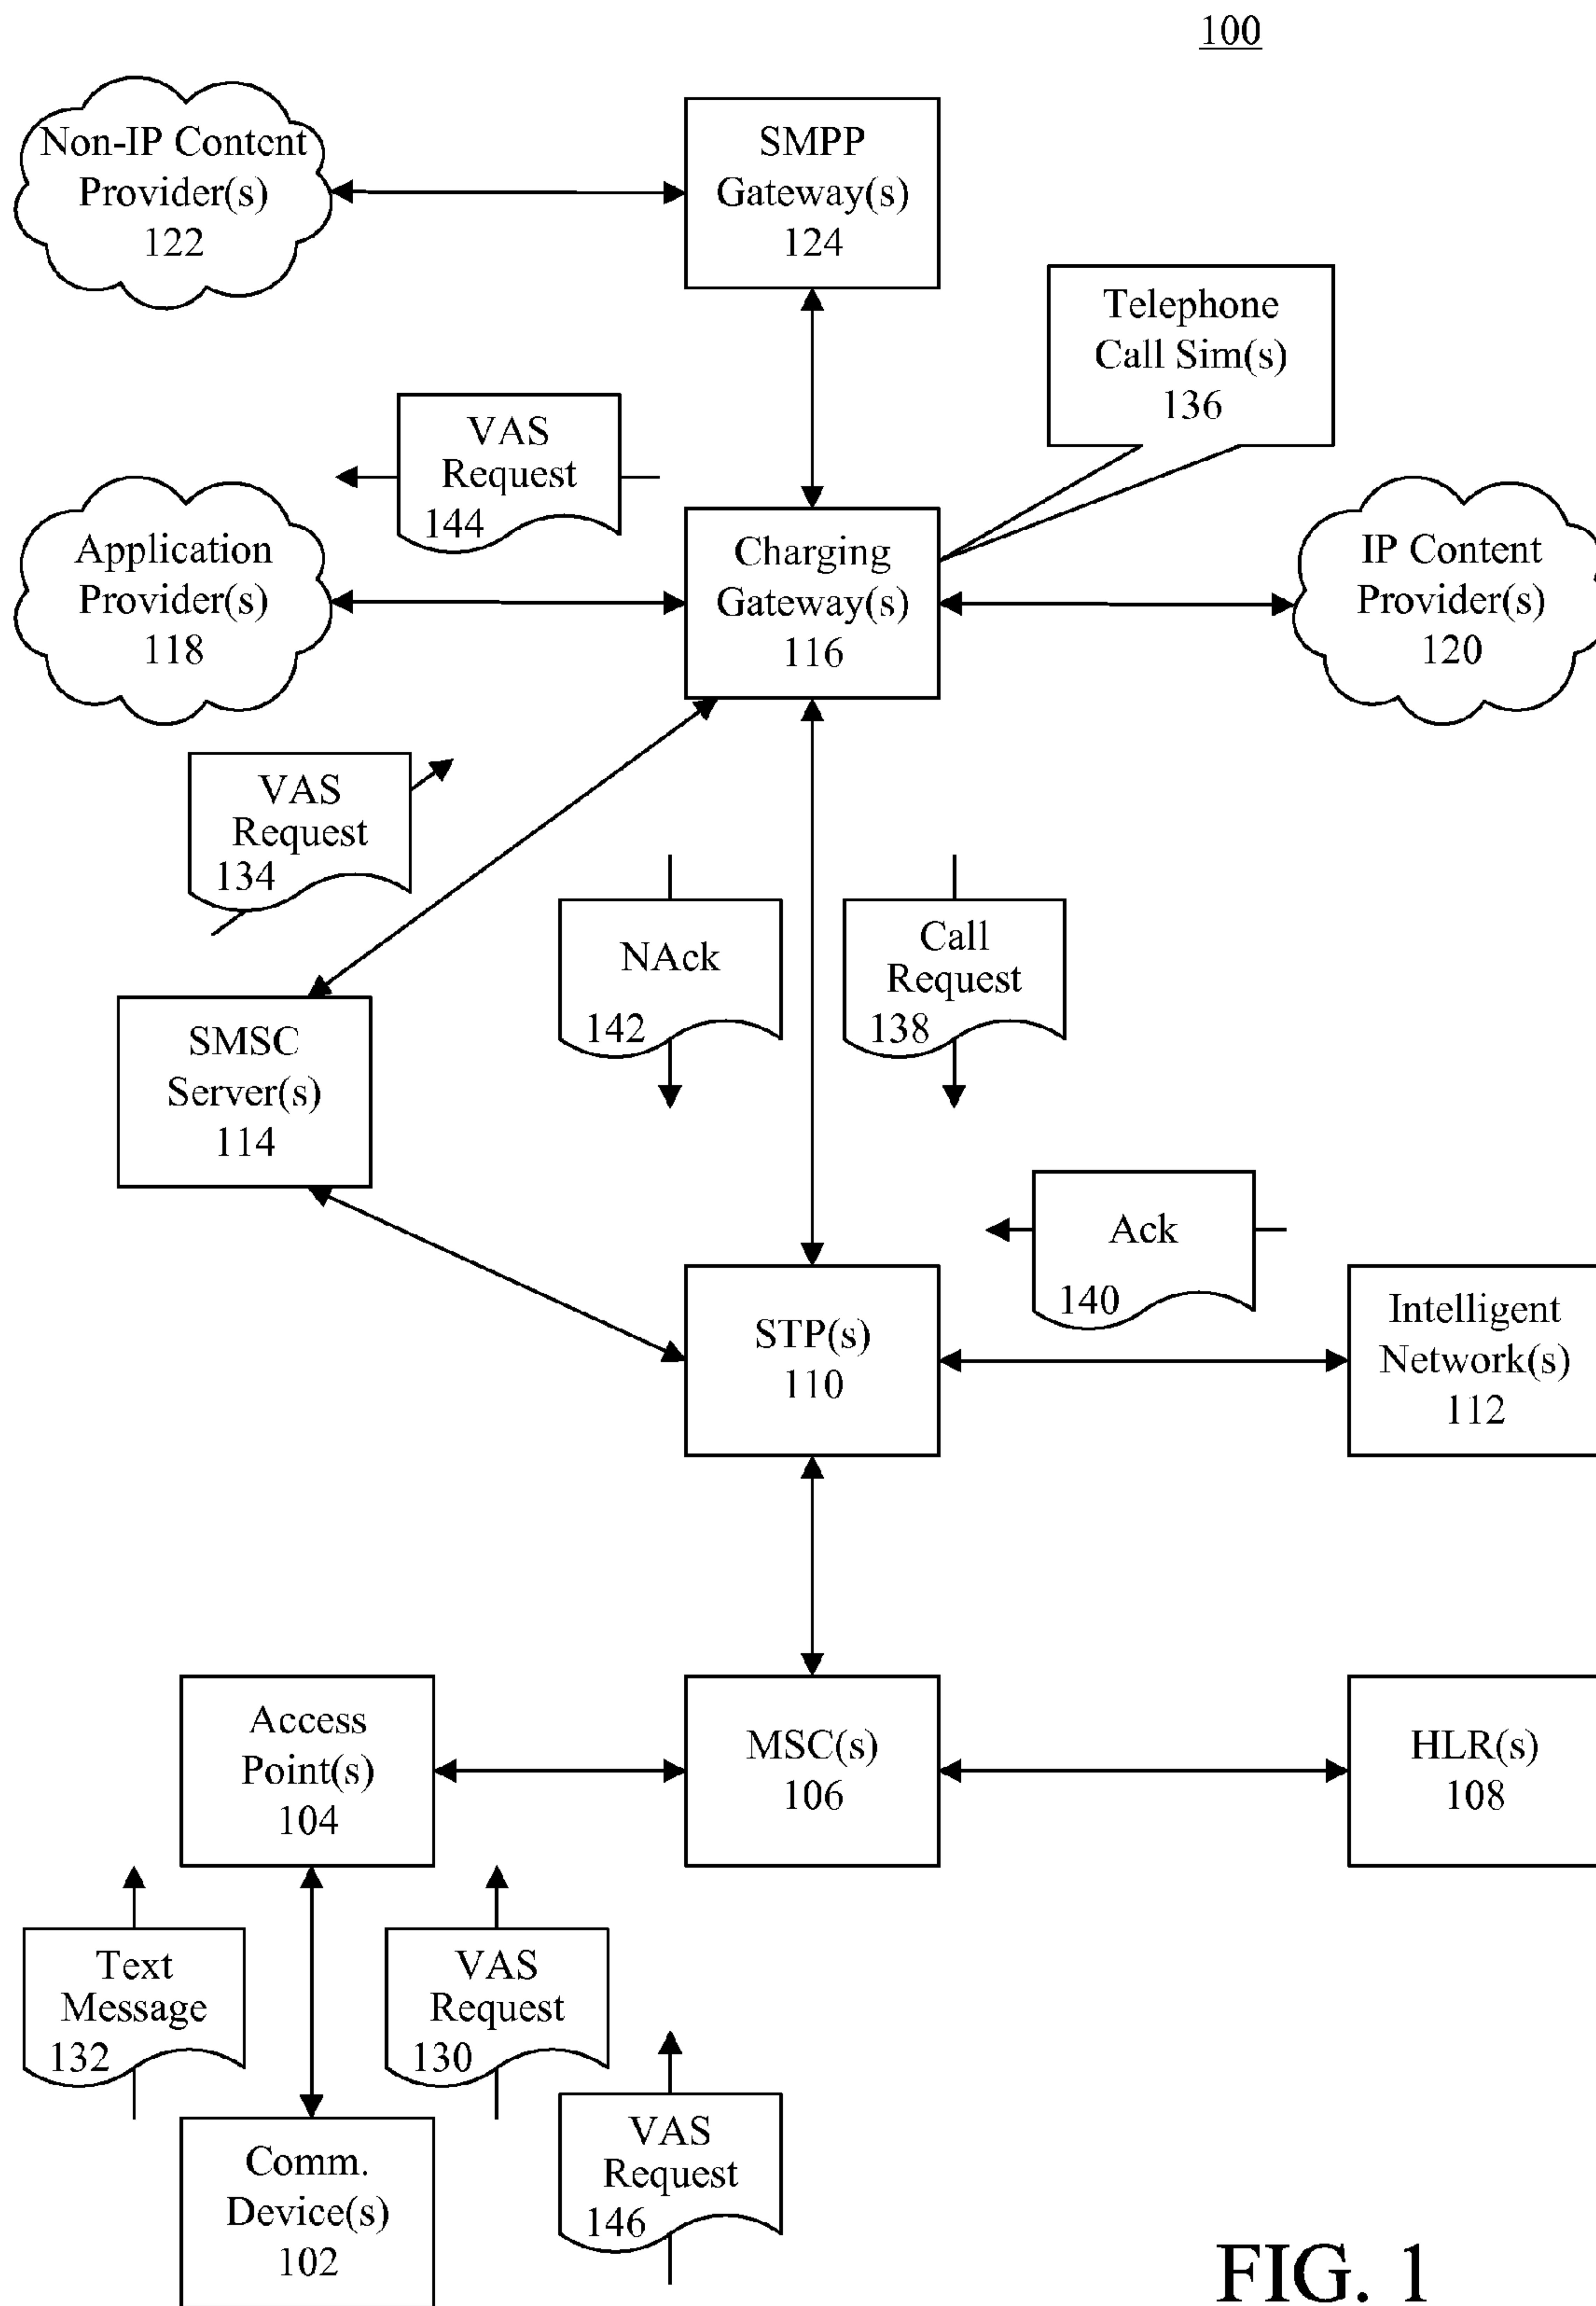 100
Non-IP Content
Provider(s)
122
SMPP
Gateway(s)
124
Telephone
Call Sim(s)
136
VAS
Request
144
Application
Provider(s)
118
Charging
Gateway(s)
116
IP Content
Provider(s)
120
VAS
Request
134
NAck
142
Call
Request
138
SMSC
Server(s)
114
Ack
140
STP(s)
110
Intelligent
Network(s)
112
Access
Point(s)
104
MSC(s)
106
HLR(s)
108
Text
Message
132
VAS
Request
130
VAS
Request
146
Comm.
Device(s)
102
FIG. 1